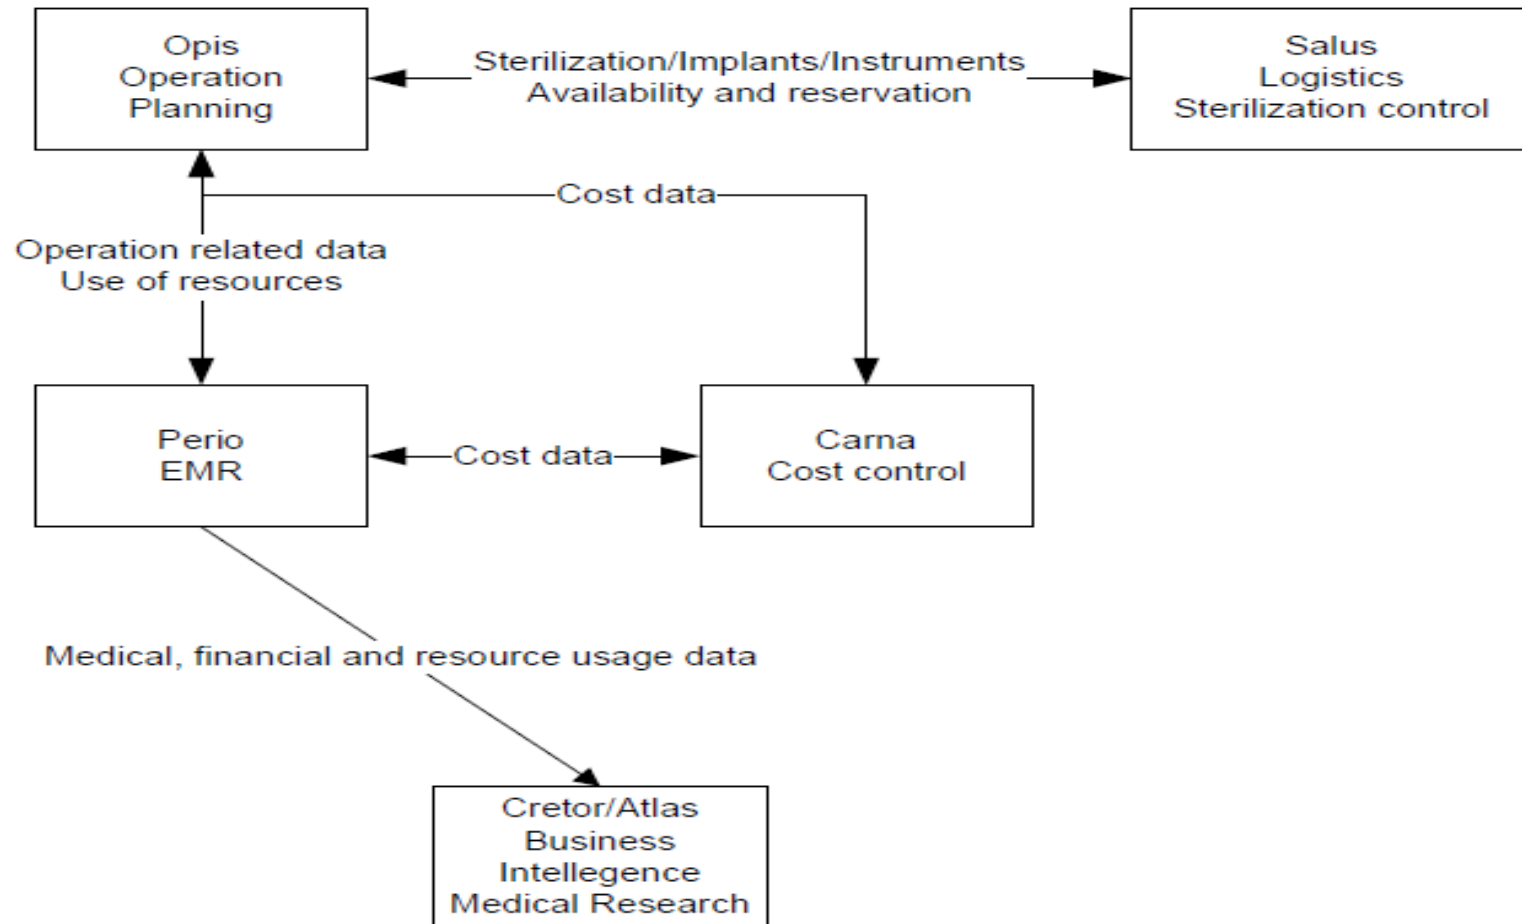 Opis
Operation
Planning
Sterilization/Implants/Instruments
Availability and reservation
Salus
Logistics
Sterilization control
Cost data
Operation related data
Use of resources
Perio
EMR
Cost data
Carna
Cost control
Medical, financial and resource usage data
Cretor/Atlas
Business
Intellegence
Medical Research